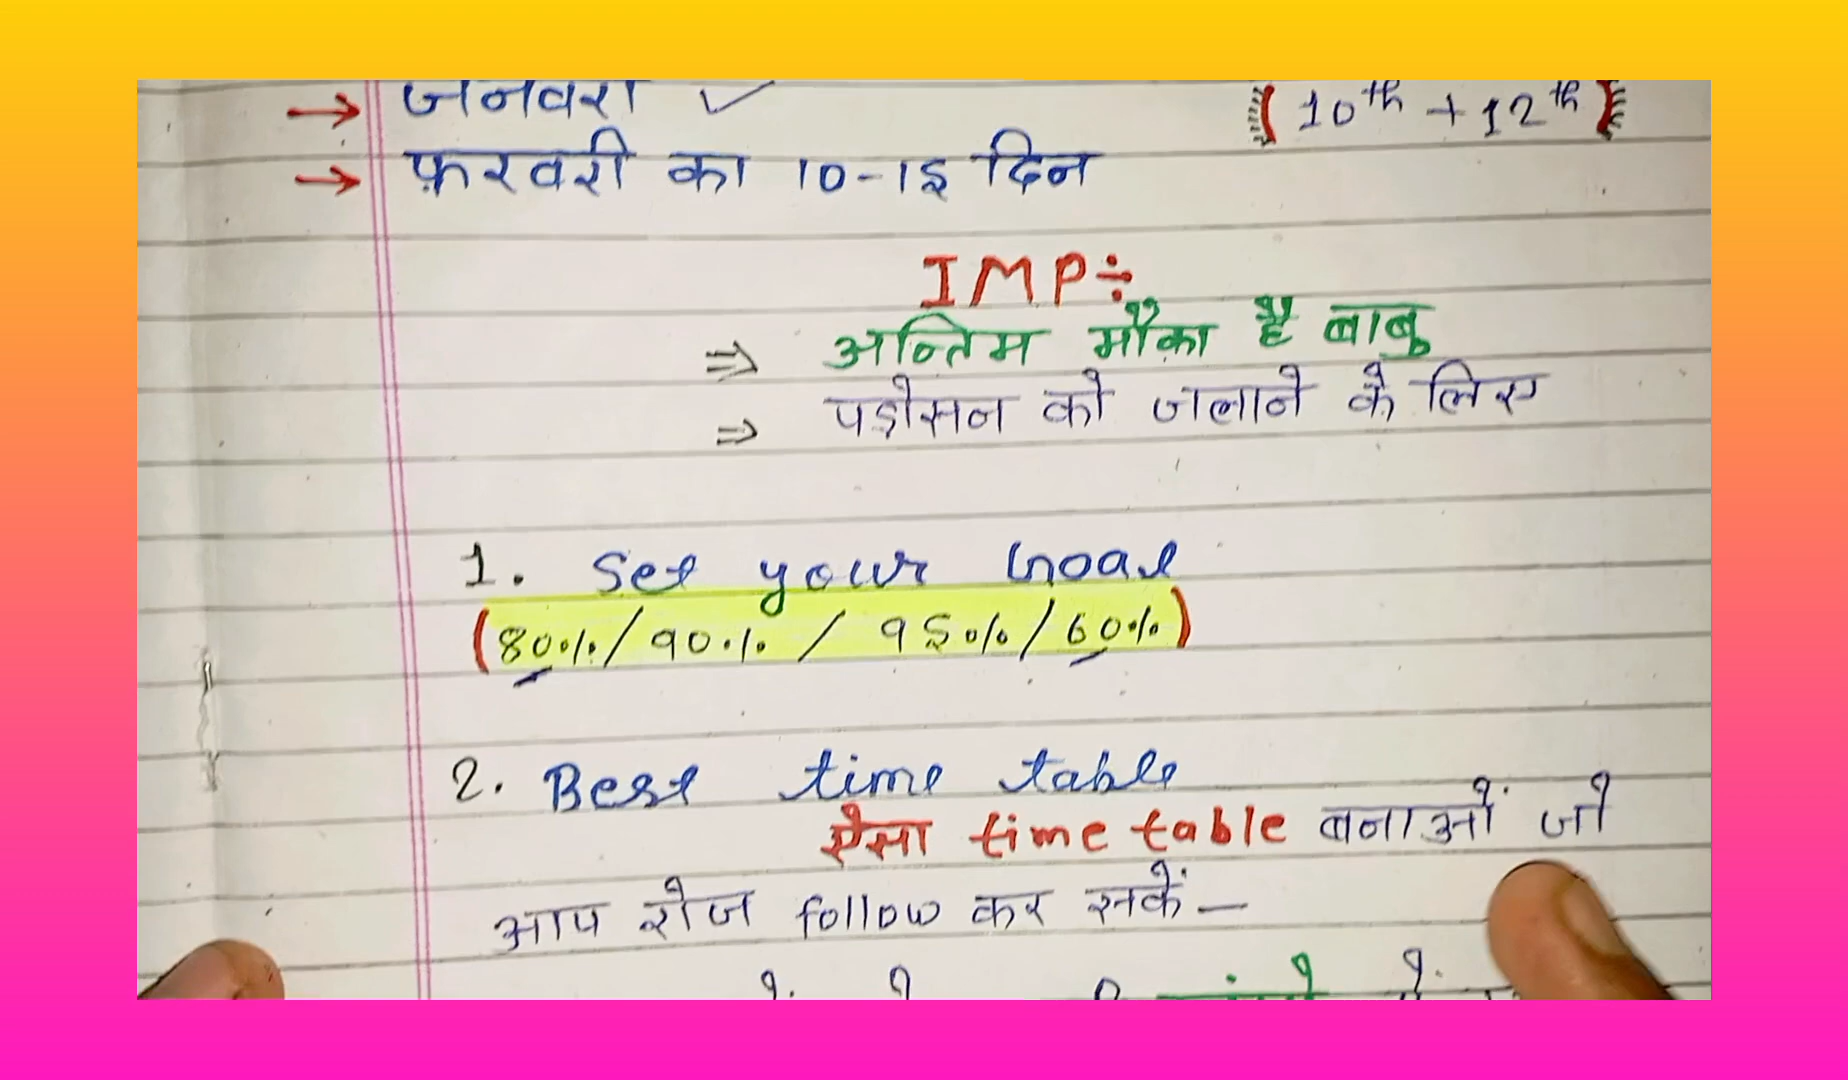 → जनवरी ✓ (10th + 12th)
→ फ़रवरी का 10-15 दिन
IMP÷
⇒ अन्तिम मौका है बाबु
⇒ पड़ोसन को जलाने के लिए
1. Set your Goal
(80%/90% / 95%/60%)
2. Best time table
ऐसा time table बनाओं जो
आप रोज follow कर सकें—